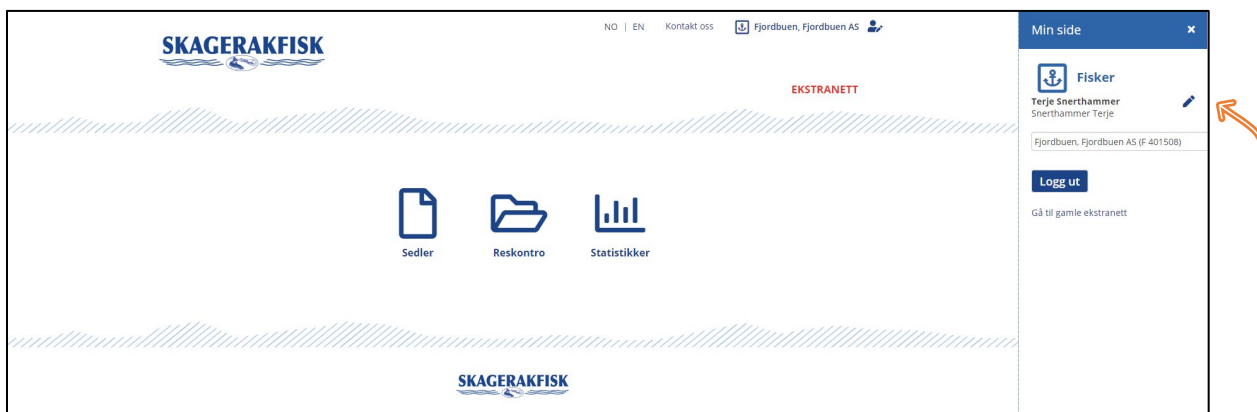 NO | EN Kontakt oss Fjordbuen, Fjordbuen AS
SKAGERAKFISK
EKSTRANETT
Sedler Reskontro Statistikker
SKAGERAKFISK
Min side ×
Fisker
Terje Snerthammer
Snerthammer Terje
Fjordbuen, Fjordbuen AS (F 401508)
Logg ut
Gå til gamle ekstranett